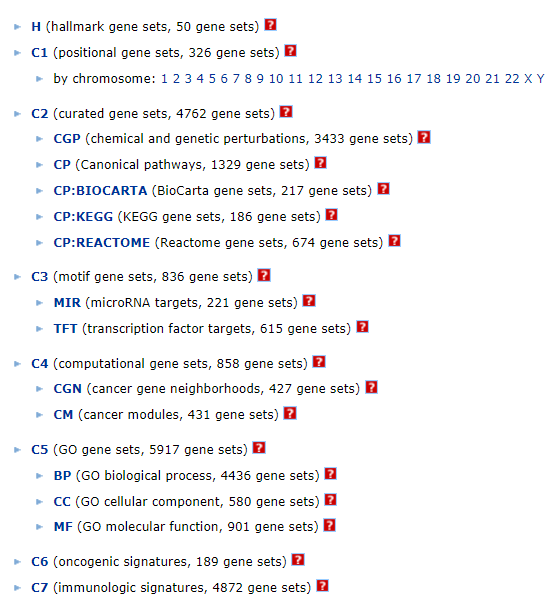 H (hallmark gene sets, 50 gene sets) ?
C1 (positional gene sets, 326 gene sets) ?
by chromosome: 1 2 3 4 5 6 7 8 9 10 11 12 13 14 15 16 17 18 19 20 21 22 X Y
C2 (curated gene sets, 4762 gene sets) ?
CGP (chemical and genetic perturbations, 3433 gene sets) ?
CP (Canonical pathways, 1329 gene sets) ?
CP:BIOCARTA (BioCarta gene sets, 217 gene sets) ?
CP:KEGG (KEGG gene sets, 186 gene sets) ?
CP:REACTOME (Reactome gene sets, 674 gene sets) ?
C3 (motif gene sets, 836 gene sets) ?
MIR (microRNA targets, 221 gene sets) ?
TFT (transcription factor targets, 615 gene sets) ?
C4 (computational gene sets, 858 gene sets) ?
CGN (cancer gene neighborhoods, 427 gene sets) ?
CM (cancer modules, 431 gene sets) ?
C5 (GO gene sets, 5917 gene sets) ?
BP (GO biological process, 4436 gene sets) ?
CC (GO cellular component, 580 gene sets) ?
MF (GO molecular function, 901 gene sets) ?
C6 (oncogenic signatures, 189 gene sets) ?
C7 (immunologic signatures, 4872 gene sets) ?